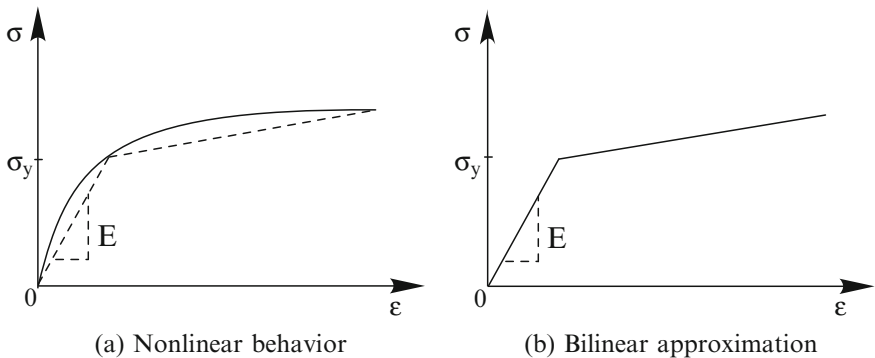 σ
σy
E
0
ε
(a) Nonlinear behavior
σ
σy
E
0
ε
(b) Bilinear approximation